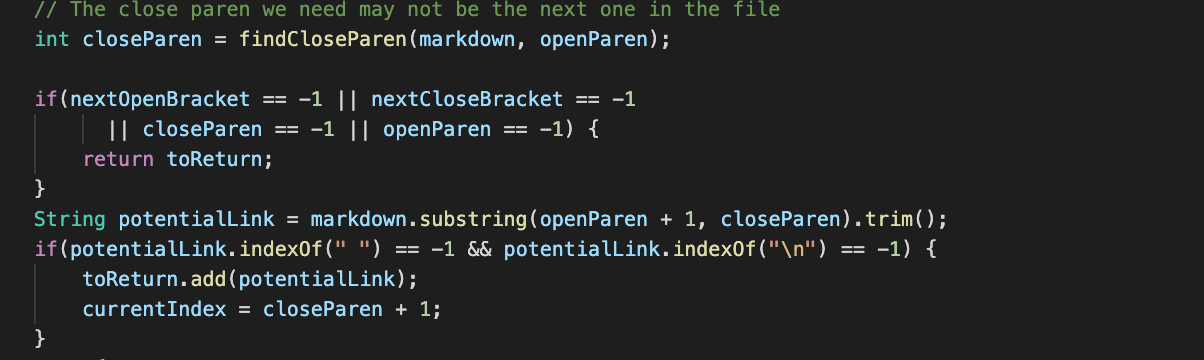 // The close paren we need may not be the next one in the file
int closeParen = findCloseParen(markdown, openParen);

if(nextOpenBracket == -1 || nextCloseBracket == -1
      || closeParen == -1 || openParen == -1) {
    return toReturn;
}
String potentialLink = markdown.substring(openParen + 1, closeParen).trim();
if(potentialLink.indexOf(" ") == -1 && potentialLink.indexOf("\n") == -1) {
    toReturn.add(potentialLink);
    currentIndex = closeParen + 1;
}